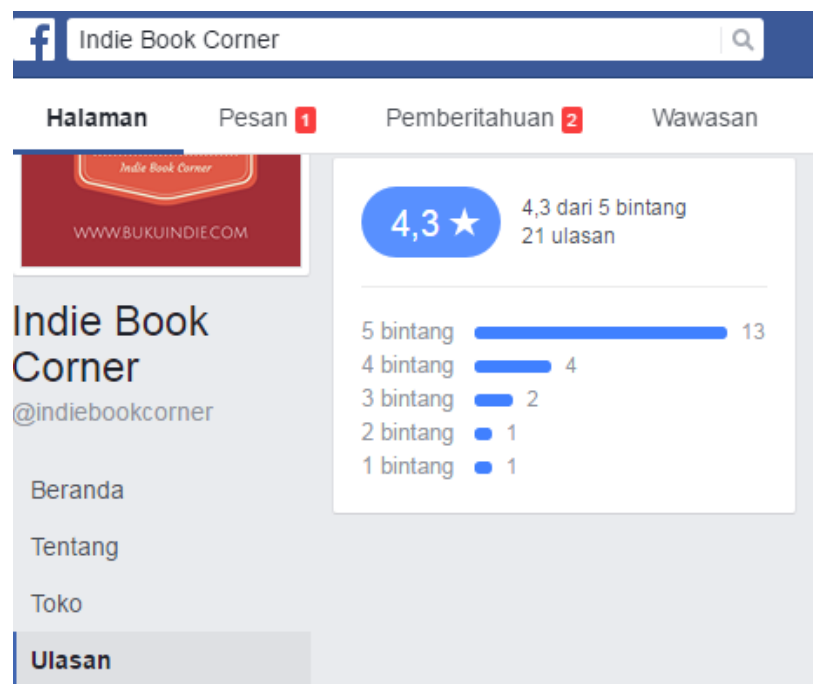 f Indie Book Corner
Halaman Pesan 1 Pemberitahuan 2 Wawasan
Indie Book Corner
WWW.BUKUINDIE.COM
Indie Book
Corner
@indiebookcorner
Beranda
Tentang
Toko
Ulasan
4,3 ★
4,3 dari 5 bintang
21 ulasan
5 bintang 13
4 bintang 4
3 bintang 2
2 bintang 1
1 bintang 1